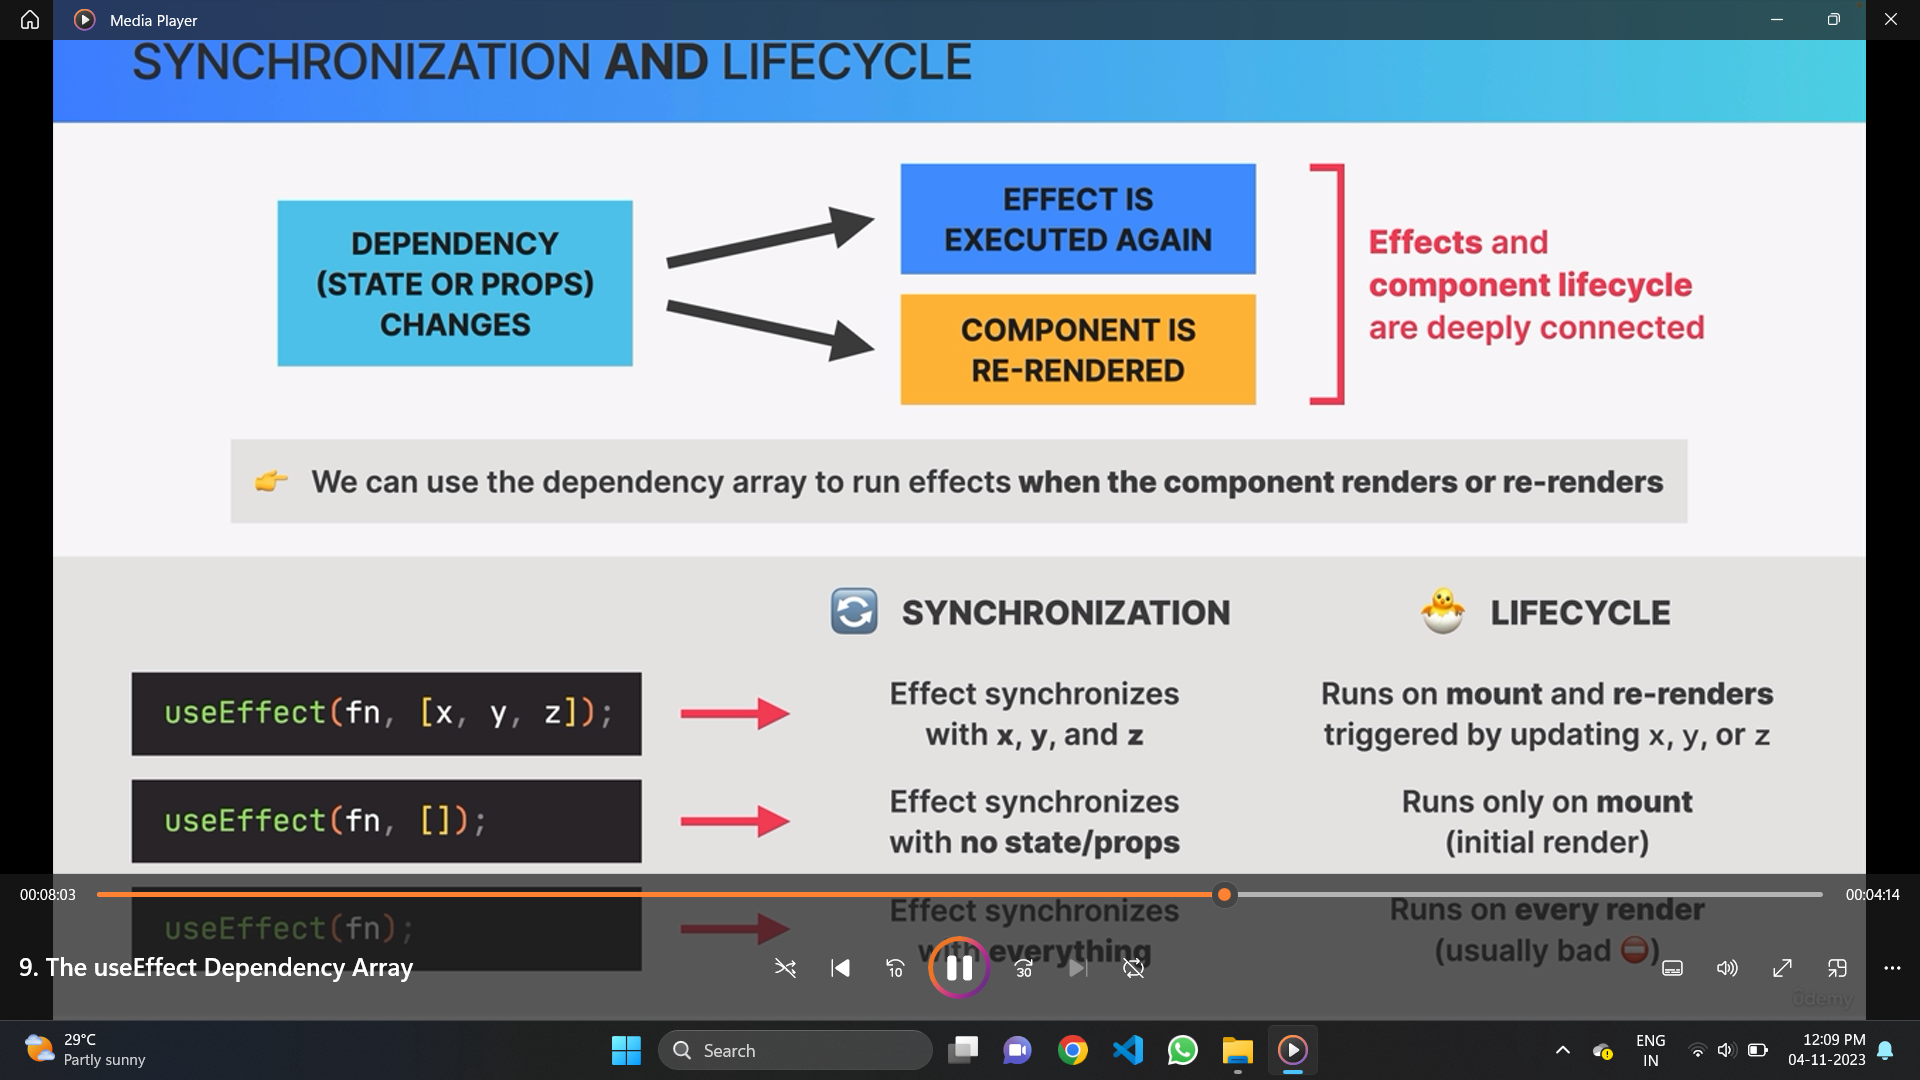 Media Player
SYNCHRONIZATION AND LIFECYCLE
DEPENDENCY
(STATE OR PROPS)
CHANGES
EFFECT IS
EXECUTED AGAIN
COMPONENT IS
RE-RENDERED
Effects and
component lifecycle
are deeply connected
👉 We can use the dependency array to run effects when the component renders or re-renders
SYNCHRONIZATION
LIFECYCLE
useEffect(fn, [x, y, z]);
Effect synchronizes
with x, y, and z
Runs on mount and re-renders
triggered by updating x, y, or z
useEffect(fn, []);
Effect synchronizes
with no state/props
Runs only on mount
(initial render)
00:08:03
00:04:14
useEffect(fn);
Effect synchronizes
with everything
Runs on every render
(usually bad ⛔)
9. The useEffect Dependency Array
10
30
Udemy
29°C
Partly sunny
Search
ENG
IN
12:09 PM
04-11-2023